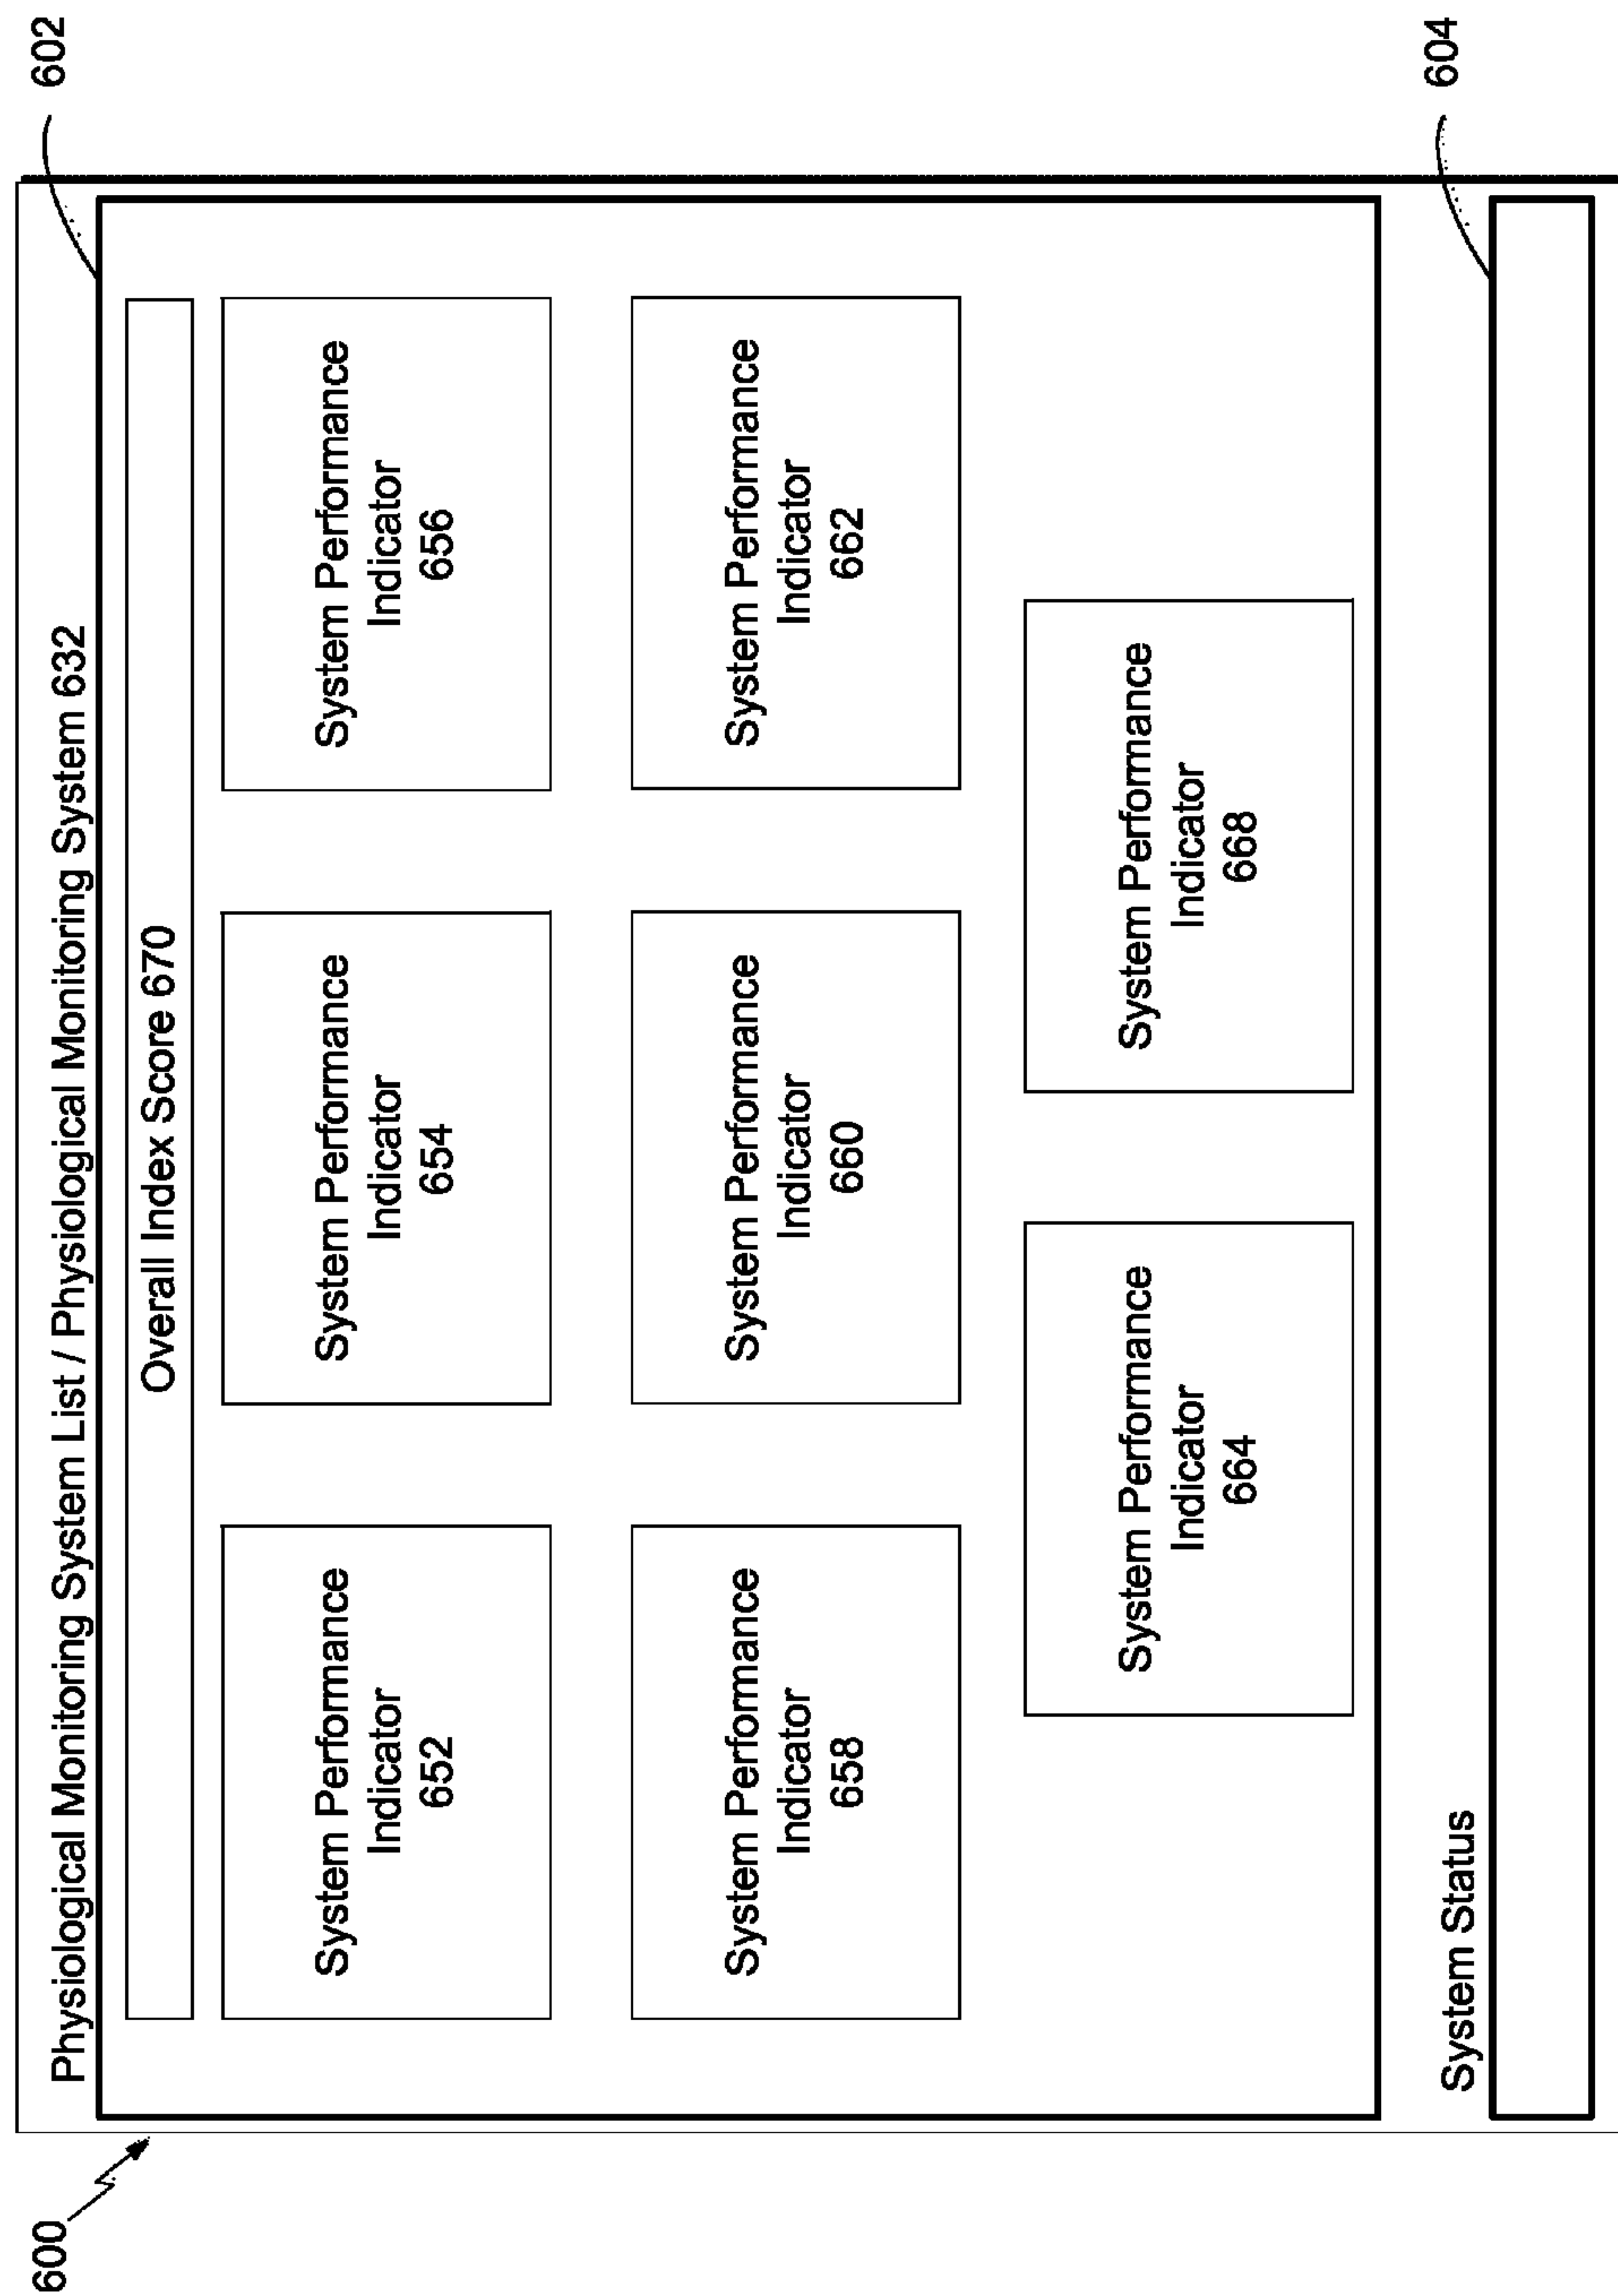 600
602
Physiological Monitoring System List / Physiological Monitoring System 632
Overall Index Score 670
System Performance
Indicator
652
System Performance
Indicator
654
System Performance
Indicator
656
System Performance
Indicator
658
System Performance
Indicator
660
System Performance
Indicator
662
System Performance
Indicator
664
System Performance
Indicator
668
System Status
604